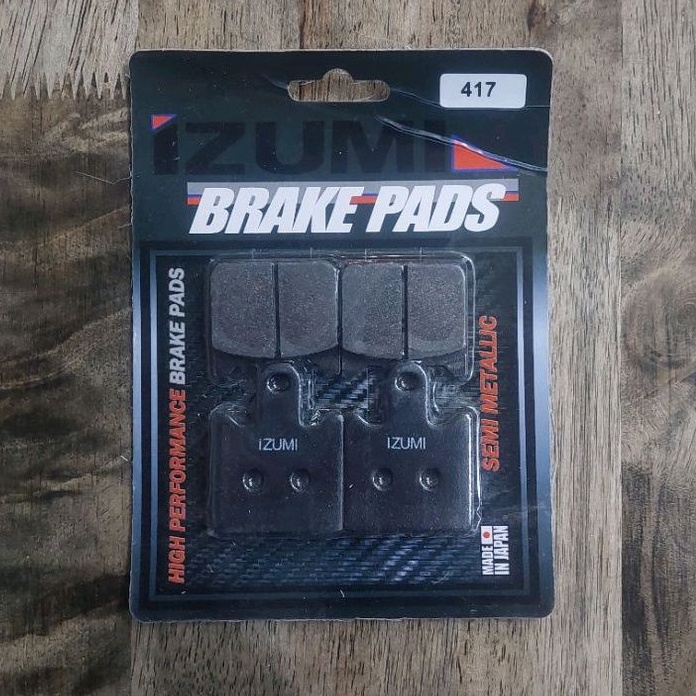 417
IZUMI
BRAKE PADS
HIGH PERFORMANCE BRAKE PADS
SEMI METALLIC
IZUMI
IZUMI
MADE
IN JAPAN